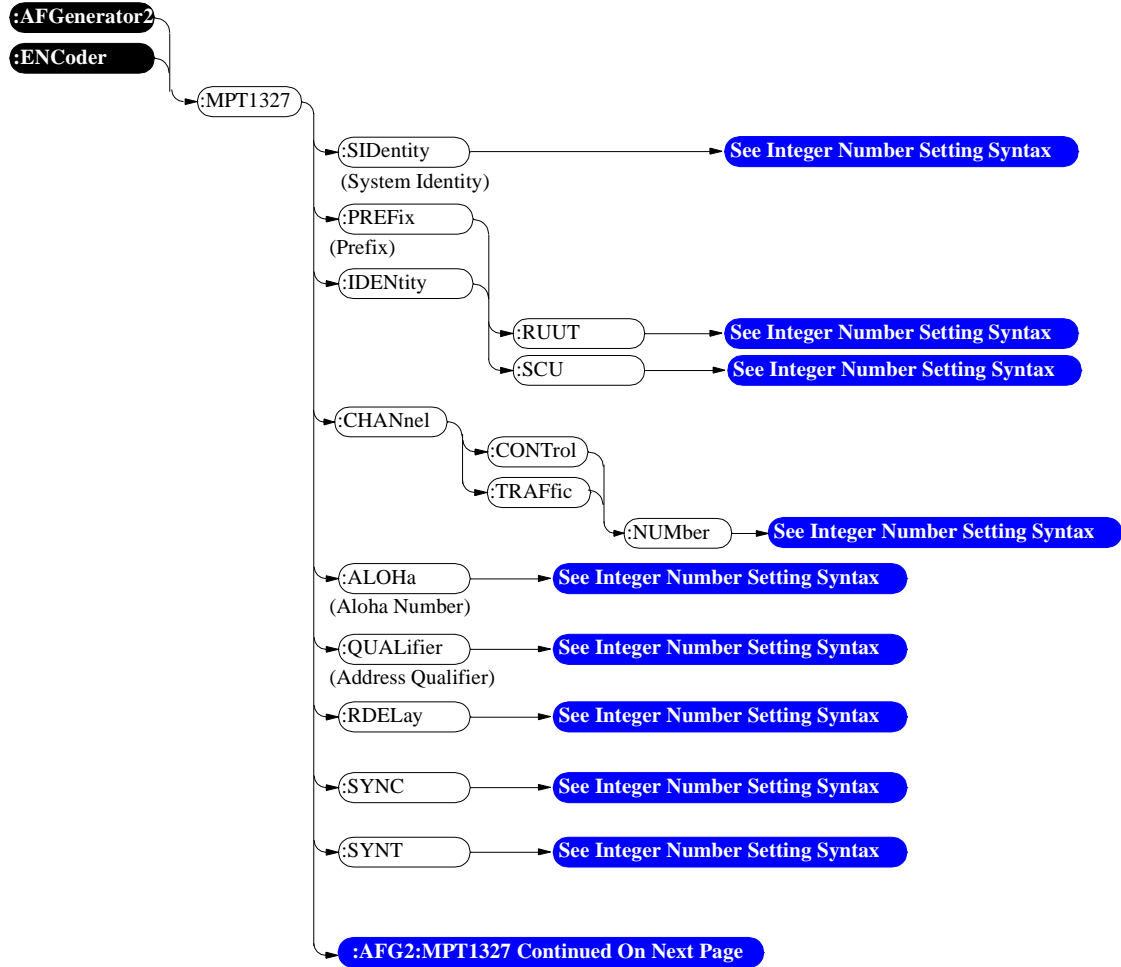 :AFGenerator2
:ENCoder
:MPT1327
:SIDentity See Integer Number Setting Syntax
(System Identity)
:PREFix
(Prefix)
:IDENtity
:RUUT See Integer Number Setting Syntax
:SCU See Integer Number Setting Syntax
:CHANnel
:CONTrol
:TRAFfic
:NUMber See Integer Number Setting Syntax
:ALOHa See Integer Number Setting Syntax
(Aloha Number)
:QUALifier See Integer Number Setting Syntax
(Address Qualifier)
:RDELay See Integer Number Setting Syntax
:SYNC See Integer Number Setting Syntax
:SYNT See Integer Number Setting Syntax
:AFG2:MPT1327 Continued On Next Page